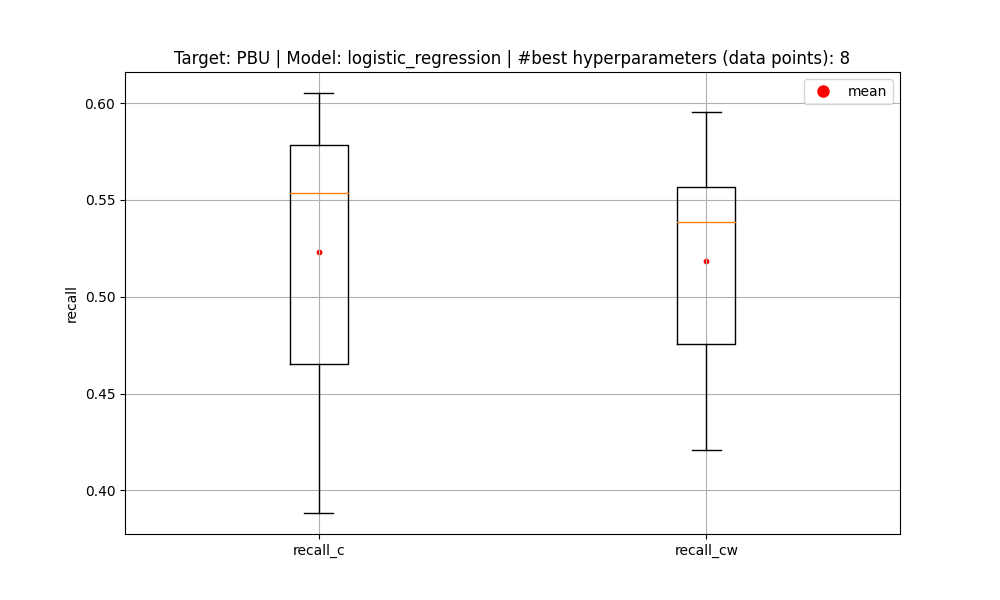 Target: PBU | Model: logistic_regression | #best hyperparameters (data points): 8
mean
0.60
0.55
0.50
0.45
0.40
recall
recall_c
recall_cw